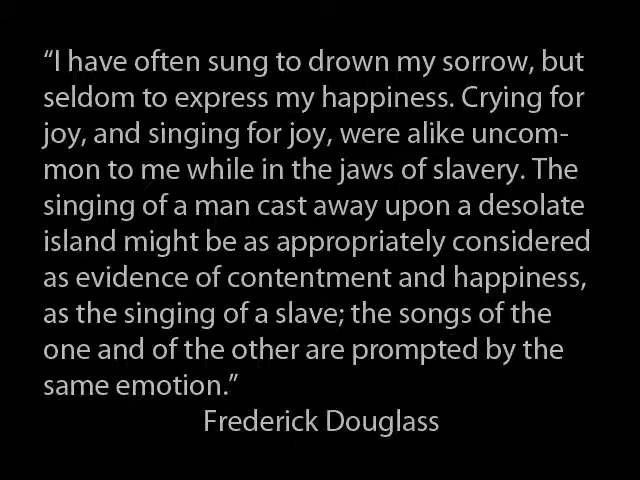 “I have often sung to drown my sorrow, but
seldom to express my happiness. Crying for
joy, and singing for joy, were alike uncom-
mon to me while in the jaws of slavery. The
singing of a man cast away upon a desolate
island might be as appropriately considered
as evidence of contentment and happiness,
as the singing of a slave; the songs of the
one and of the other are prompted by the
same emotion.”
Frederick Douglass